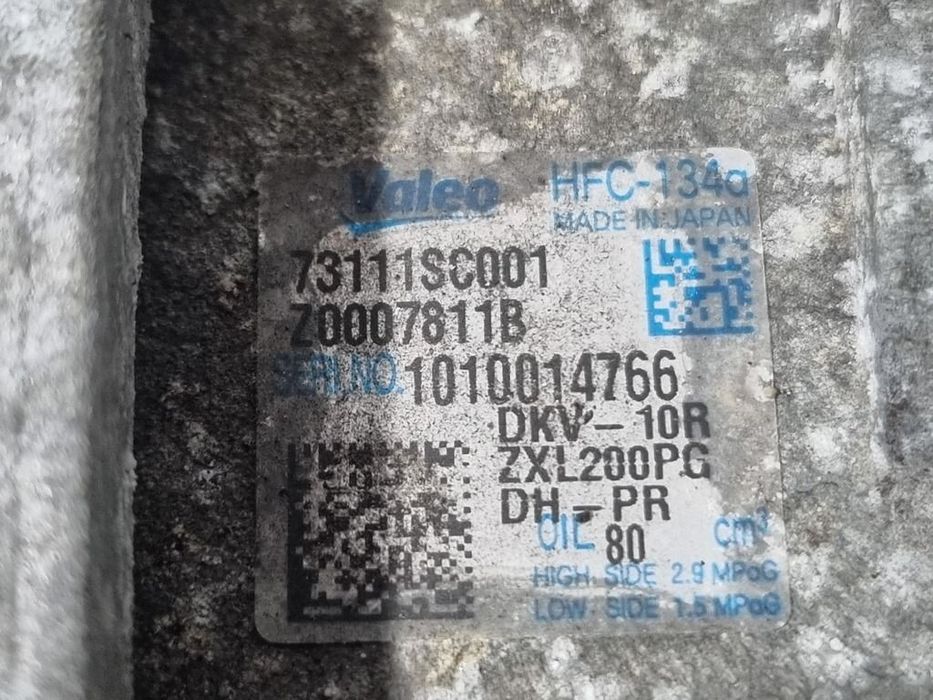 Valeo HFC-134a
MADE IN JAPAN
73111SC001
Z0007811B
SERI.NO. 1010014766
DKV-10R
ZXL200PG
DH-PR
OIL 80 cm³
HIGH SIDE 2.9 MPaG
LOW SIDE 1.5 MPaG